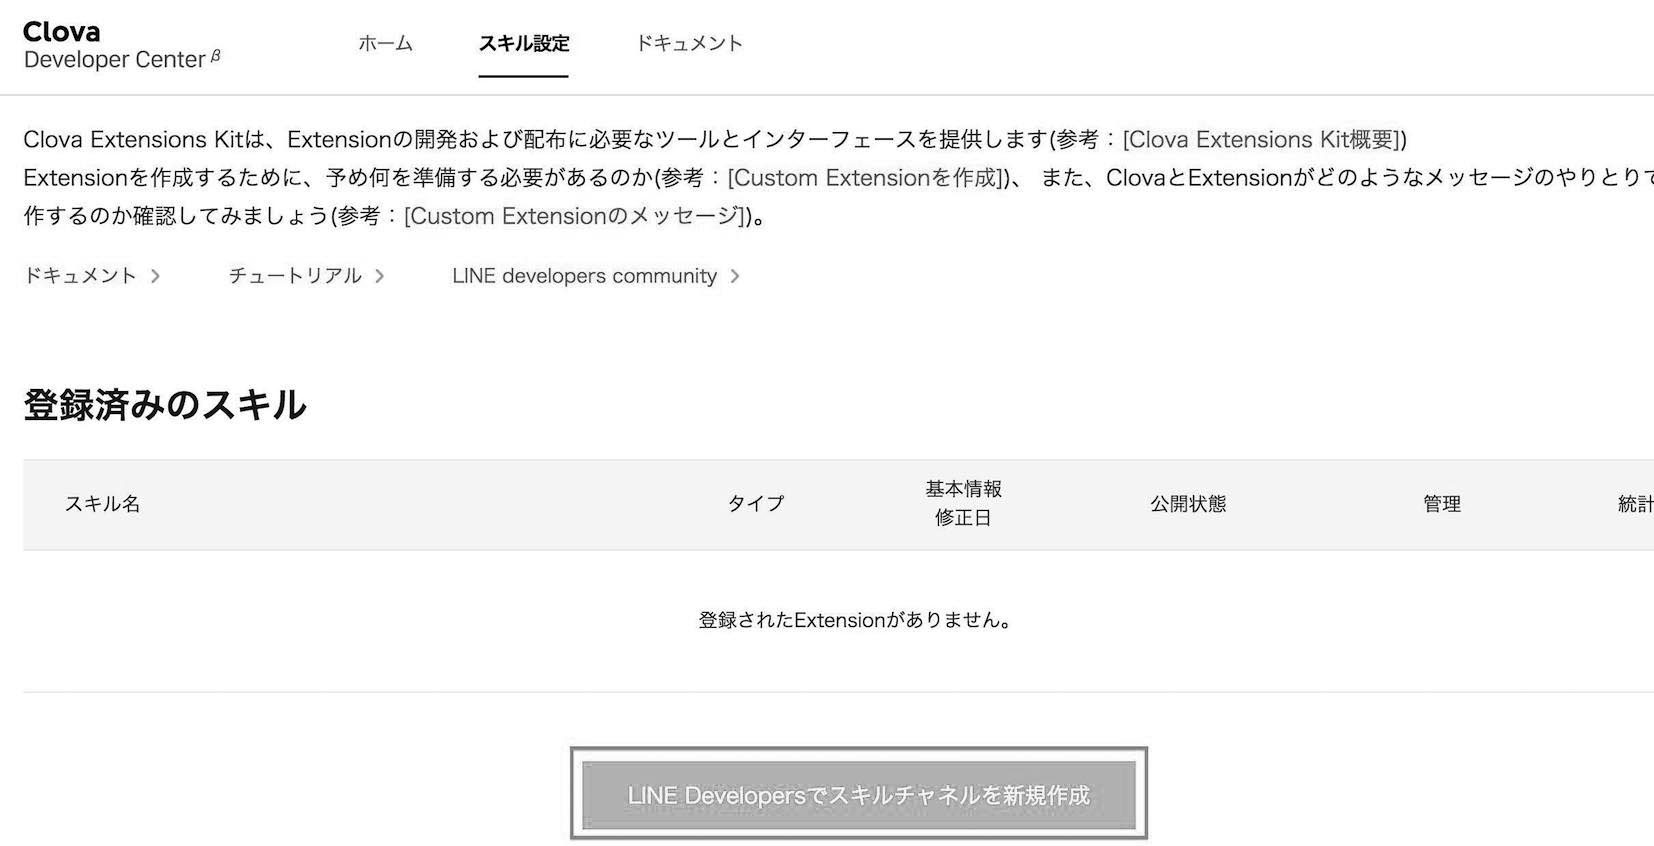 Clova
Developer Center β
ホーム
スキル設定
ドキュメント
Clova Extensions Kitは、Extensionの開発および配布に必要なツールとインターフェースを提供します(参考：[Clova Extensions Kit概要])
Extensionを作成するために、予め何を準備する必要があるのか(参考：[Custom Extensionを作成])、 また、ClovaとExtensionがどのようなメッセージのやりとりで
作するのか確認してみましょう(参考：[Custom Extensionのメッセージ])。
ドキュメント >
チュートリアル >
LINE developers community >
登録済みのスキル
スキル名
タイプ
基本情報
修正日
公開状態
管理
統計
登録されたExtensionがありません。
LINE Developersでスキルチャネルを新規作成